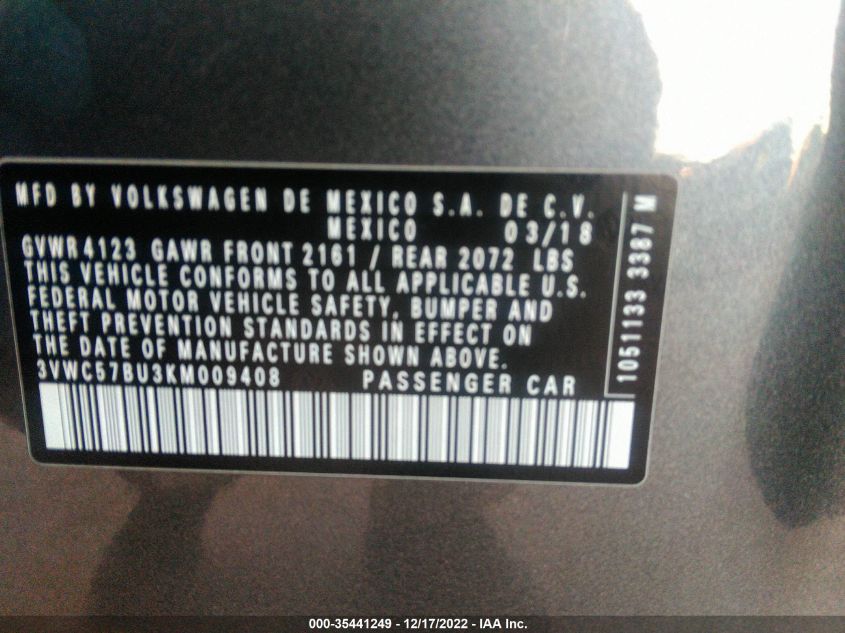 MFD BY VOLKSWAGEN DE MEXICO S.A. DE C.V.
MEXICO 03/18
GVWR 4123 GAWR FRONT 2161 / REAR 2072 LBS
THIS VEHICLE CONFORMS TO ALL APPLICABLE U.S.
FEDERAL MOTOR VEHICLE SAFETY, BUMPER AND
THEFT PREVENTION STANDARDS IN EFFECT ON
THE DATE OF MANUFACTURE SHOWN ABOVE.
3VWC57BU3KM009408 PASSENGER CAR
1051133 3387 M
000-35441249 - 12/17/2022 - IAA Inc.